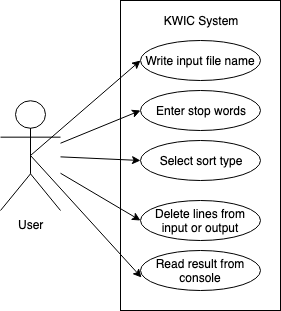 KWIC System
Write input file name
Enter stop words
Select sort type
User
Delete lines from
input or output
Read result from
console